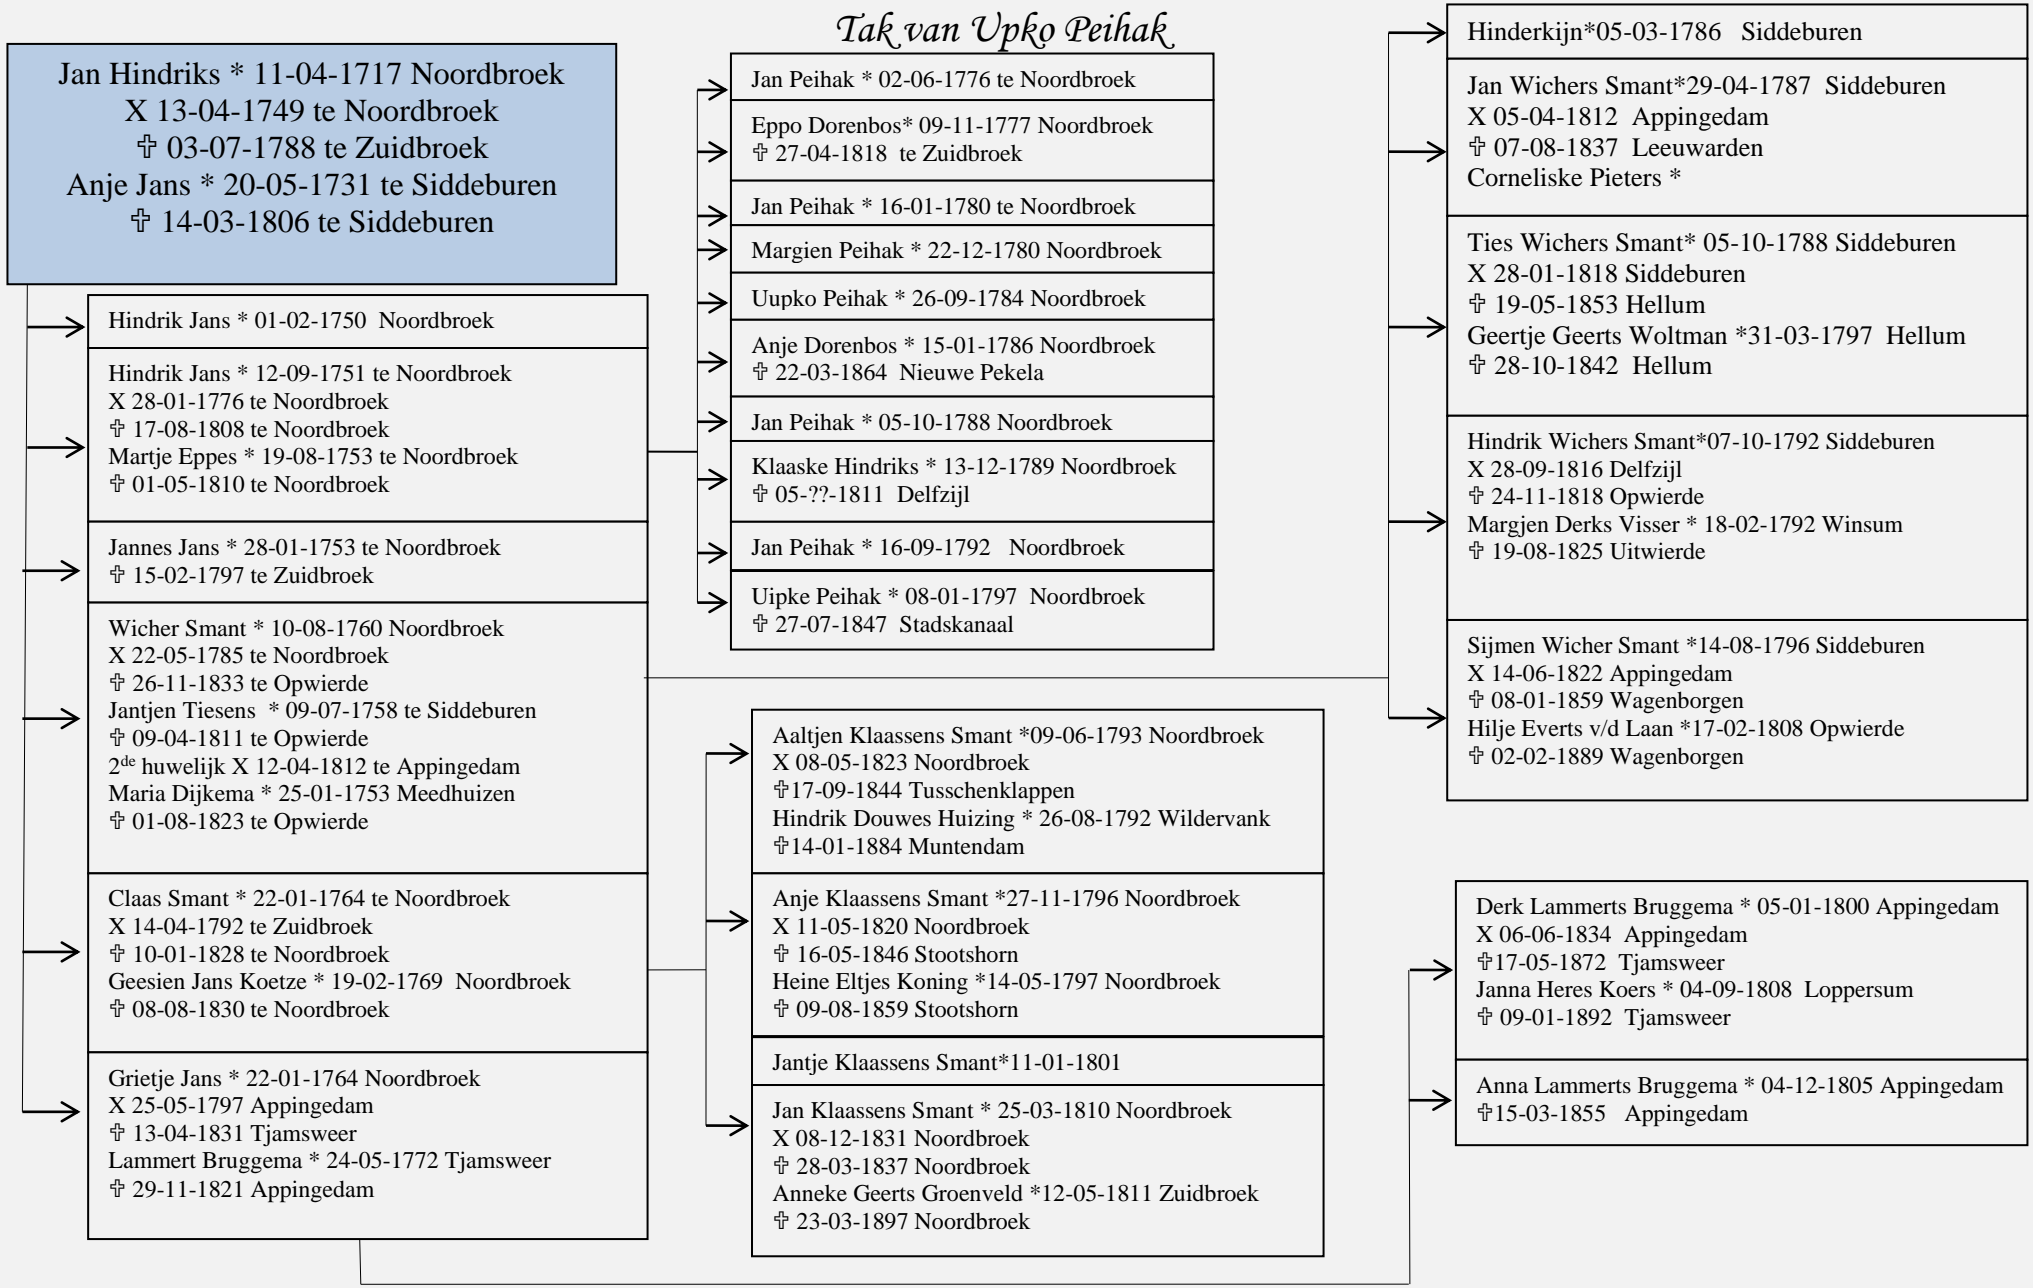 Tak van Upko Peihak
Jan Hindriks * 11-04-1717 Noordbroek
X 13-04-1749 te Noordbroek
✞ 03-07-1788 te Zuidbroek
Anje Jans * 20-05-1731 te Siddeburen
✞ 14-03-1806 te Siddeburen
Hindrik Jans * 01-02-1750 Noordbroek
Hindrik Jans * 12-09-1751 te Noordbroek
X 28-01-1776 te Noordbroek
✞ 17-08-1808 te Noordbroek
Martje Eppes * 19-08-1753 te Noordbroek
✞ 01-05-1810 te Noordbroek
Jannes Jans * 28-01-1753 te Noordbroek
✞ 15-02-1797 te Zuidbroek
Wicher Smant * 10-08-1760 Noordbroek
X 22-05-1785 te Noordbroek
✞ 26-11-1833 te Opwierde
Jantjen Tiesens * 09-07-1758 te Siddeburen
✞ 09-04-1811 te Opwierde
2de huwelijk X 12-04-1812 te Appingedam
Maria Dijkema * 25-01-1753 Meedhuizen
✞ 01-08-1823 te Opwierde
Claas Smant * 22-01-1764 te Noordbroek
X 14-04-1792 te Zuidbroek
✞ 10-01-1828 te Noordbroek
Geesien Jans Koetze * 19-02-1769 Noordbroek
✞ 08-08-1830 te Noordbroek
Grietje Jans * 22-01-1764 Noordbroek
X 25-05-1797 Appingedam
✞ 13-04-1831 Tjamsweer
Lammert Bruggema * 24-05-1772 Tjamsweer
✞ 29-11-1821 Appingedam
Jan Peihak * 02-06-1776 te Noordbroek
Eppo Dorenbos* 09-11-1777 Noordbroek
✞ 27-04-1818 te Zuidbroek
Jan Peihak * 16-01-1780 te Noordbroek
Margien Peihak * 22-12-1780 Noordbroek
Uupko Peihak * 26-09-1784 Noordbroek
Anje Dorenbos * 15-01-1786 Noordbroek
✞ 22-03-1864 Nieuwe Pekela
Jan Peihak * 05-10-1788 Noordbroek
Klaaske Hindriks * 13-12-1789 Noordbroek
✞ 05-??-1811 Delfzijl
Jan Peihak * 16-09-1792 Noordbroek
Uipke Peihak * 08-01-1797 Noordbroek
✞ 27-07-1847 Stadskanaal
Aaltjen Klaassens Smant *09-06-1793 Noordbroek
X 08-05-1823 Noordbroek
✞17-09-1844 Tusschenklappen
Hindrik Douwes Huizing * 26-08-1792 Wildervank
✞14-01-1884 Muntendam
Anje Klaassens Smant *27-11-1796 Noordbroek
X 11-05-1820 Noordbroek
✞ 16-05-1846 Stootshorn
Heine Eltjes Koning *14-05-1797 Noordbroek
✞ 09-08-1859 Stootshorn
Jantje Klaassens Smant*11-01-1801
Jan Klaassens Smant * 25-03-1810 Noordbroek
X 08-12-1831 Noordbroek
✞ 28-03-1837 Noordbroek
Anneke Geerts Groenveld *12-05-1811 Zuidbroek
✞ 23-03-1897 Noordbroek
Hinderkijn*05-03-1786 Siddeburen
Jan Wichers Smant*29-04-1787 Siddeburen
X 05-04-1812 Appingedam
✞ 07-08-1837 Leeuwarden
Corneliske Pieters *
Ties Wichers Smant* 05-10-1788 Siddeburen
X 28-01-1818 Siddeburen
✞ 19-05-1853 Hellum
Geertje Geerts Woltman *31-03-1797 Hellum
✞ 28-10-1842 Hellum
Hindrik Wichers Smant*07-10-1792 Siddeburen
X 28-09-1816 Delfzijl
✞ 24-11-1818 Opwierde
Margjen Derks Visser * 18-02-1792 Winsum
✞ 19-08-1825 Uitwierde
Sijmen Wicher Smant *14-08-1796 Siddeburen
X 14-06-1822 Appingedam
✞ 08-01-1859 Wagenborgen
Hilje Everts v/d Laan *17-02-1808 Opwierde
✞ 02-02-1889 Wagenborgen
Derk Lammerts Bruggema * 05-01-1800 Appingedam
X 06-06-1834 Appingedam
✞17-05-1872 Tjamsweer
Janna Heres Koers * 04-09-1808 Loppersum
✞ 09-01-1892 Tjamsweer
Anna Lammerts Bruggema * 04-12-1805 Appingedam
✞15-03-1855 Appingedam